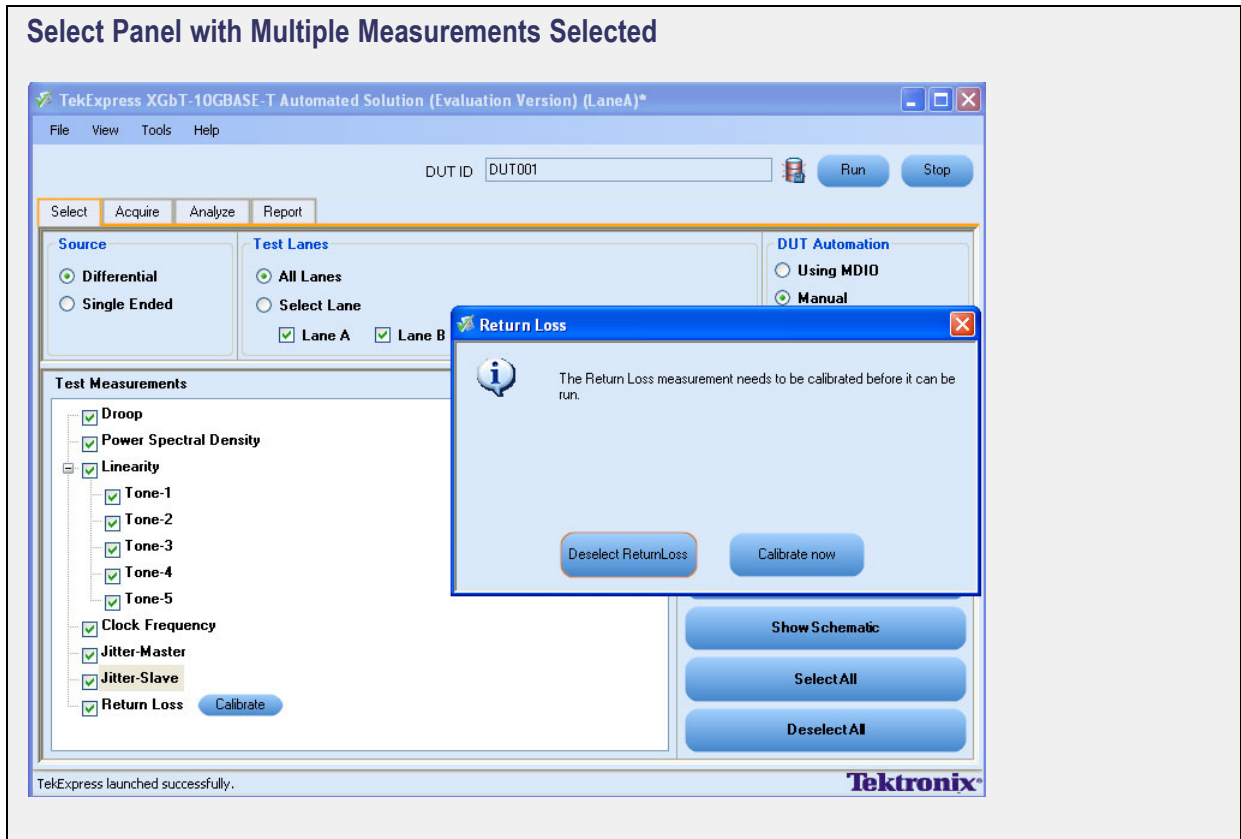 Select Panel with Multiple Measurements Selected
TekExpress XGbT-10GBASE-T Automated Solution (Evaluation Version) (LaneA)*
File View Tools Help
DUT ID DUT001 Run Stop
Select Acquire Analyze Report
Source Test Lanes DUT Automation
Differential All Lanes Using MDIO
Single Ended Select Lane Manual
Lane A Lane B
Return Loss
The Return Loss measurement needs to be calibrated before it can be
run.
Deselect ReturnLoss Calibrate now
Test Measurements
Droop
Power Spectral Density
Linearity
Tone-1
Tone-2
Tone-3
Tone-4
Tone-5
Clock Frequency
Jitter-Master
Jitter-Slave
Return Loss Calibrate
Show Schematic
Select All
Deselect All
TekExpress launched successfully.
Tektronix